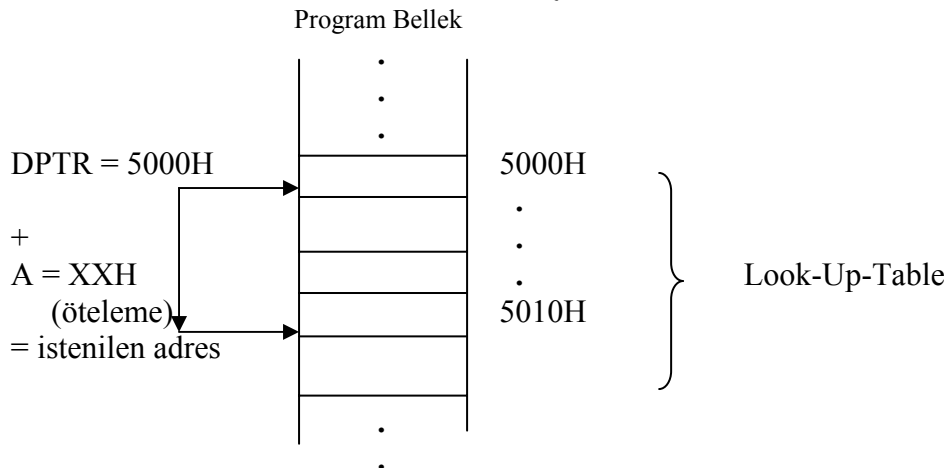 Program Bellek
DPTR = 5000H
+
A = XXH
(öteleme)
= istenilen adres
5000H
5010H
Look-Up-Table